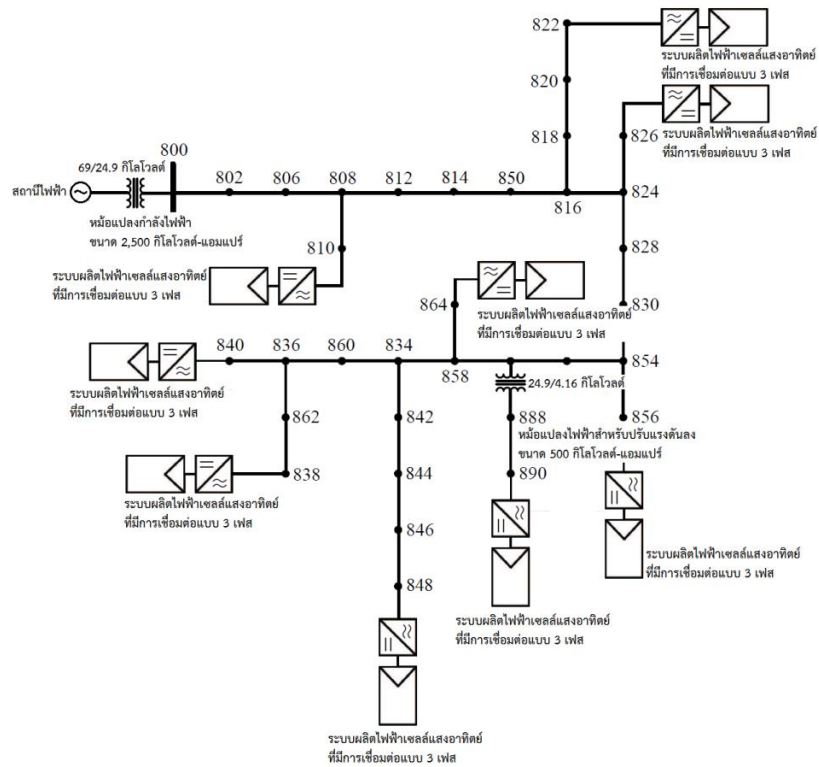 822
ระบบผลิตไฟฟ้าเซลล์แสงอาทิตย์
ที่มีการเชื่อมต่อแบบ 3 เฟส
820
818
826
ระบบผลิตไฟฟ้าเซลล์แสงอาทิตย์
ที่มีการเชื่อมต่อแบบ 3 เฟส
800
69/24.9 กิโลโวลต์
สถานีไฟฟ้า
802
806
808
812
814
850
816
824
หม้อแปลงกำลังไฟฟ้า
ขนาด 2,500 กิโลโวลต์-แอมแปร์
810
828
ระบบผลิตไฟฟ้าเซลล์แสงอาทิตย์
ที่มีการเชื่อมต่อแบบ 3 เฟส
864
830
ระบบผลิตไฟฟ้าเซลล์แสงอาทิตย์
ที่มีการเชื่อมต่อแบบ 3 เฟส
840
836
860
834
858
854
24.9/4.16 กิโลโวลต์
ระบบผลิตไฟฟ้าเซลล์แสงอาทิตย์
ที่มีการเชื่อมต่อแบบ 3 เฟส
862
842
888
856
หม้อแปลงไฟฟ้าสำหรับปรับแรงดันลง
ขนาด 500 กิโลโวลต์-แอมแปร์
838
844
890
ระบบผลิตไฟฟ้าเซลล์แสงอาทิตย์
ที่มีการเชื่อมต่อแบบ 3 เฟส
846
848
ระบบผลิตไฟฟ้าเซลล์แสงอาทิตย์
ที่มีการเชื่อมต่อแบบ 3 เฟส
ระบบผลิตไฟฟ้าเซลล์แสงอาทิตย์
ที่มีการเชื่อมต่อแบบ 3 เฟส
ระบบผลิตไฟฟ้าเซลล์แสงอาทิตย์
ที่มีการเชื่อมต่อแบบ 3 เฟส